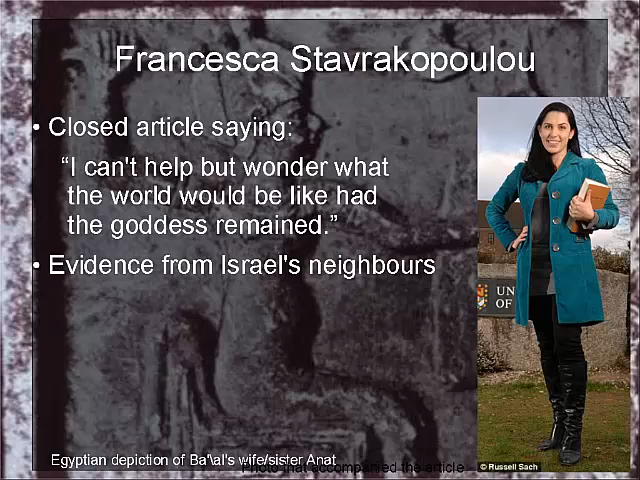 Francesca Stavrakopoulou
• Closed article saying:
“I can't help but wonder what
the world would be like had
the goddess remained.”
• Evidence from Israel's neighbours
UN
OF
Egyptian depiction of Ba'\al's wife/sister Anat
Photo that accompanied the article
© Russell Sach